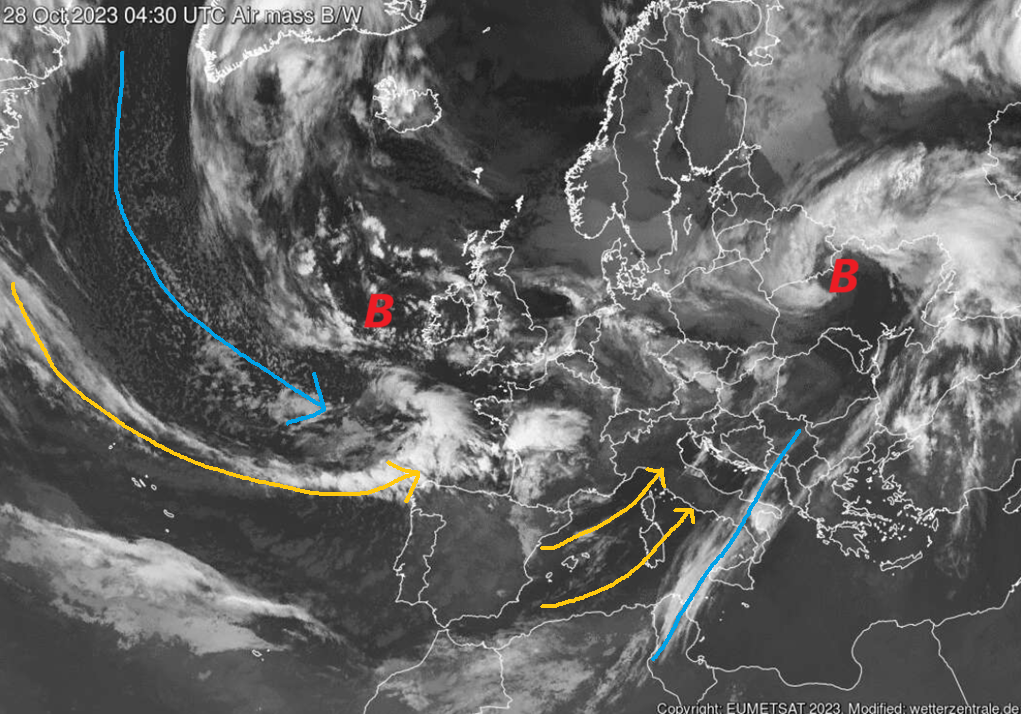 28 Oct 2023 04:30 UTC Air mass B/W
B
B
Copyright: EUMETSAT 2023, Modified: wetterzentrale.de